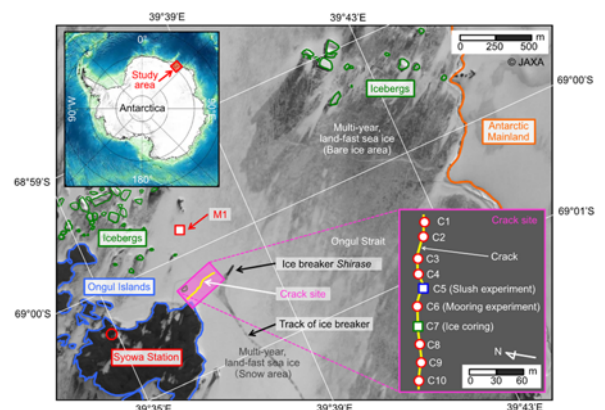 39°39'E
39°43'E
0°
Study
area
Antarctica
90°W
90°E
180°
Icebergs
0 250 500 m
© JAXA
39°00'S
Multi-year,
land-fast sea ice
(Bare ice area)
Antarctic
Mainland
68°59'S
M1
Icebergs
69°01'S
Ongul Strait
Ice breaker Shirase
Ongul Islands
Crack site
69°00'S
Track of ice breaker
Syowa Station
Multi-year,
land-fast sea ice
(Snow area)
Crack site
C1
C2
Crack
C3
C4
C5 (Slush experiment)
C6 (Mooring experiment)
C7 (Ice coring)
C8
N
C9
C10
0 30 60
m
39°35'E
39°39'E
39°43'E